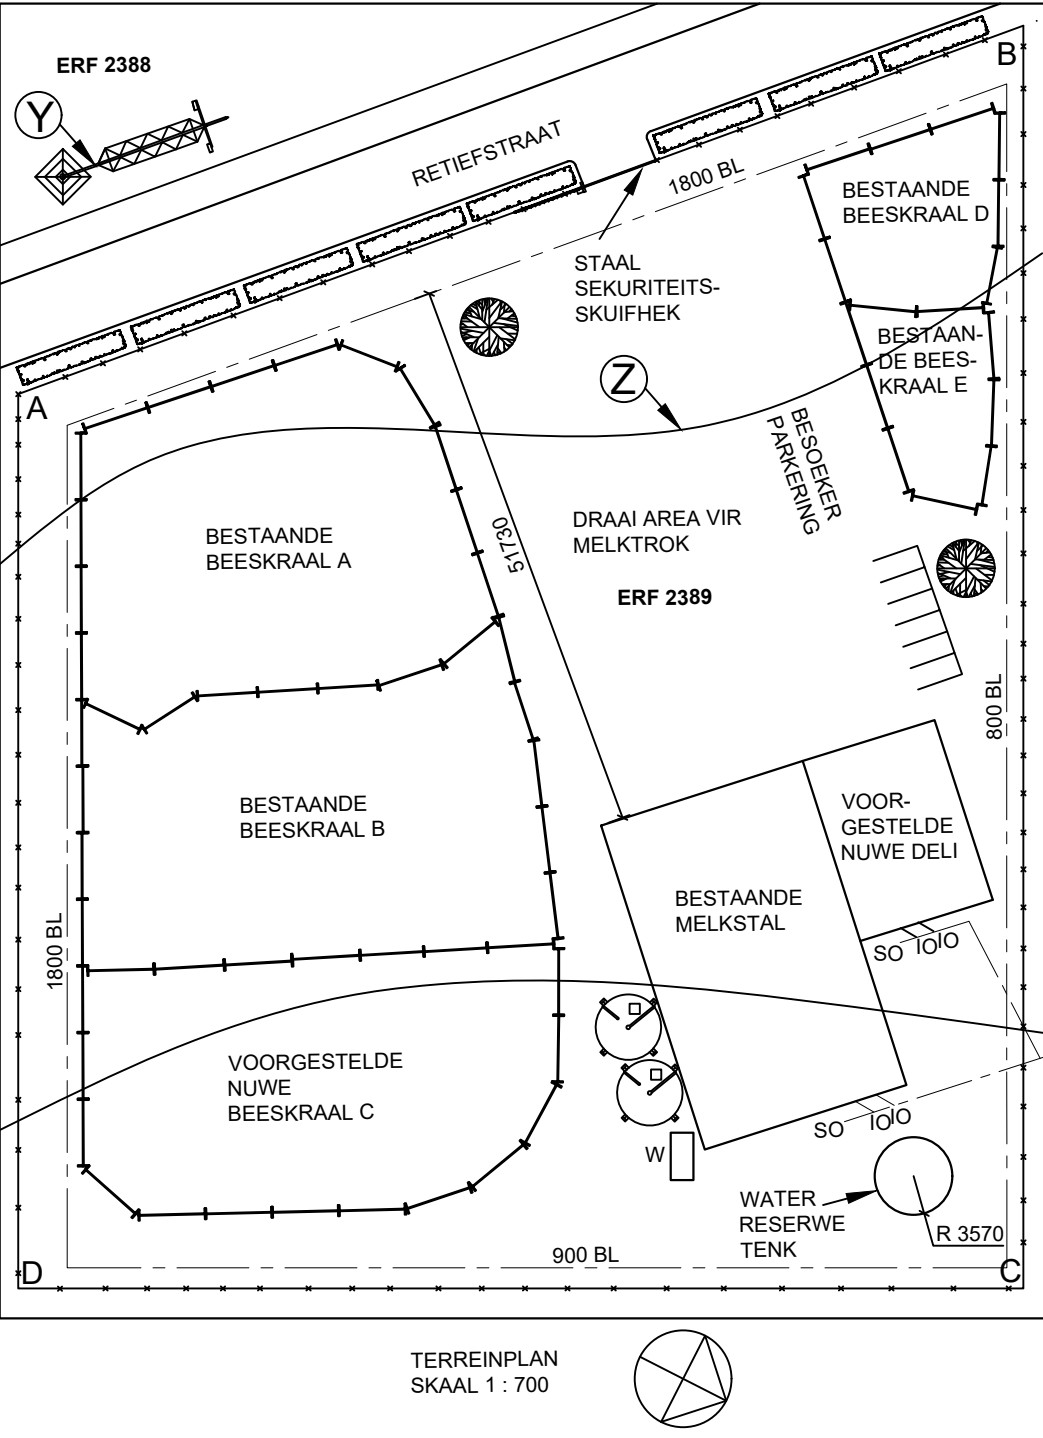 ERF 2388
Y
B
RETIEFSTRAAT
1800 BL
BESTAANDE
BEESKRAAL D
STAAL
SEKURITEITS-
SKUIFHEK
BESTAAN-
DE BEES-
KRAAL E
Z
A
BESOEKER
PARKERING
BESTAANDE
BEESKRAAL A
51730
DRAAI AREA VIR
MELKTROK
ERF 2389
800 BL
BESTAANDE
BEESKRAAL B
VOOR-
GESTELDE
NUWE DELI
BESTAANDE
MELKSTAL
1800 BL
SO IO IO
VOORGESTELDE
NUWE
BEESKRAAL C
SO IO IO
W
WATER
RESERWE
TENK
R 3570
900 BL
D
C
TERREINPLAN
SKAAL 1 : 700